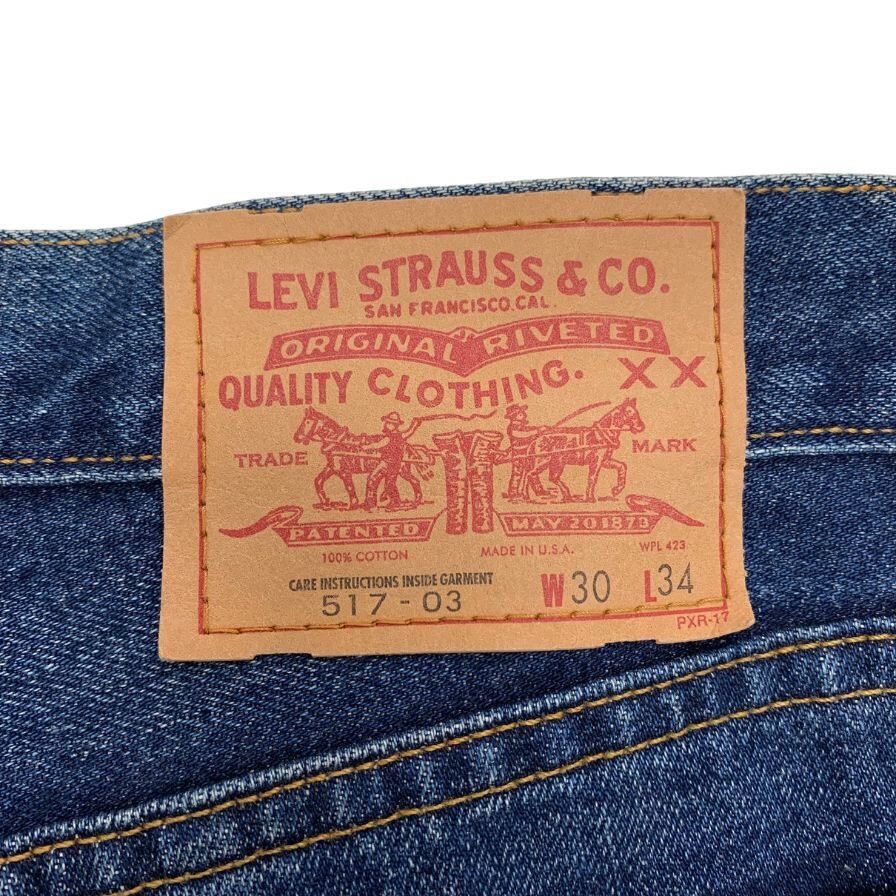 LEVI STRAUSS & CO.
SAN FRANCISCO, CAL.
ORIGINAL RIVETED
QUALITY CLOTHING. XX
TRADE MARK
PATENTED MAY 20 1873
100% COTTON MADE IN U.S.A. WPL 423
CARE INSTRUCTIONS INSIDE GARMENT
517 - 03 W30 L34
PXR-17